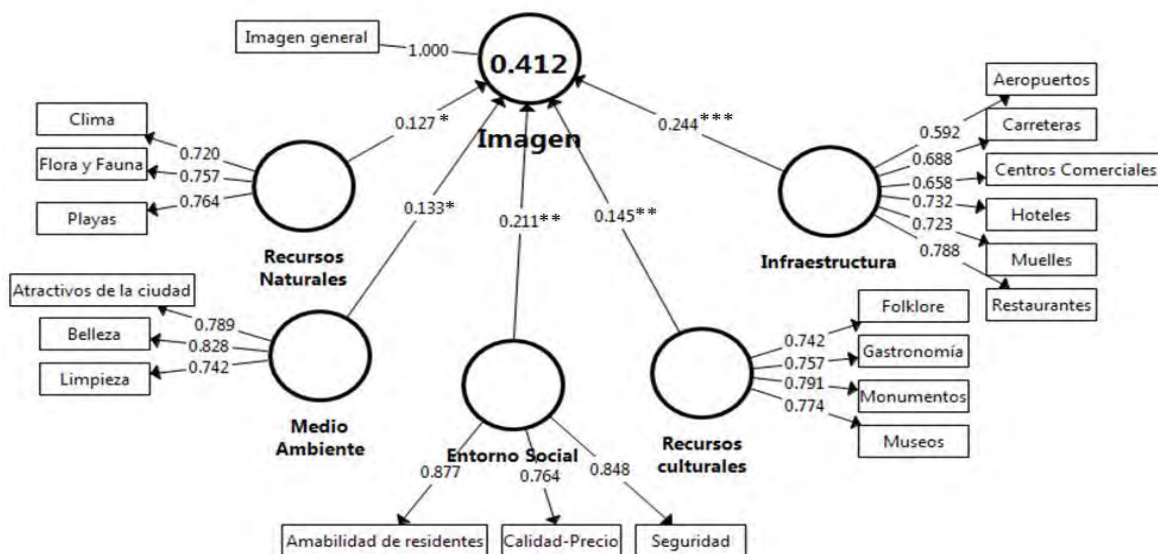 Imagen general
1.000
0.412
Imagen
Aeropuertos
Clima
0.127 *
0.244 ***
0.592
Carreteras
0.720
0.688
Flora y Fauna
0.757
0.658
Centros Comerciales
0.764
0.732
Playas
0.133*
0.211**
0.145**
0.723
Hoteles
0.788
Muelles
Recursos
Naturales
Infraestructura
Restaurantes
Atractivos de la ciudad
Folklore
0.789
Belleza
0.828
0.742
Gastronomía
0.757
Limpieza
0.742
0.791
Monumentos
0.774
Museos
Medio
Ambiente
Entorno Social
Recursos
culturales
0.877
0.764
0.848
Amabilidad de residentes
Calidad-Precio
Seguridad